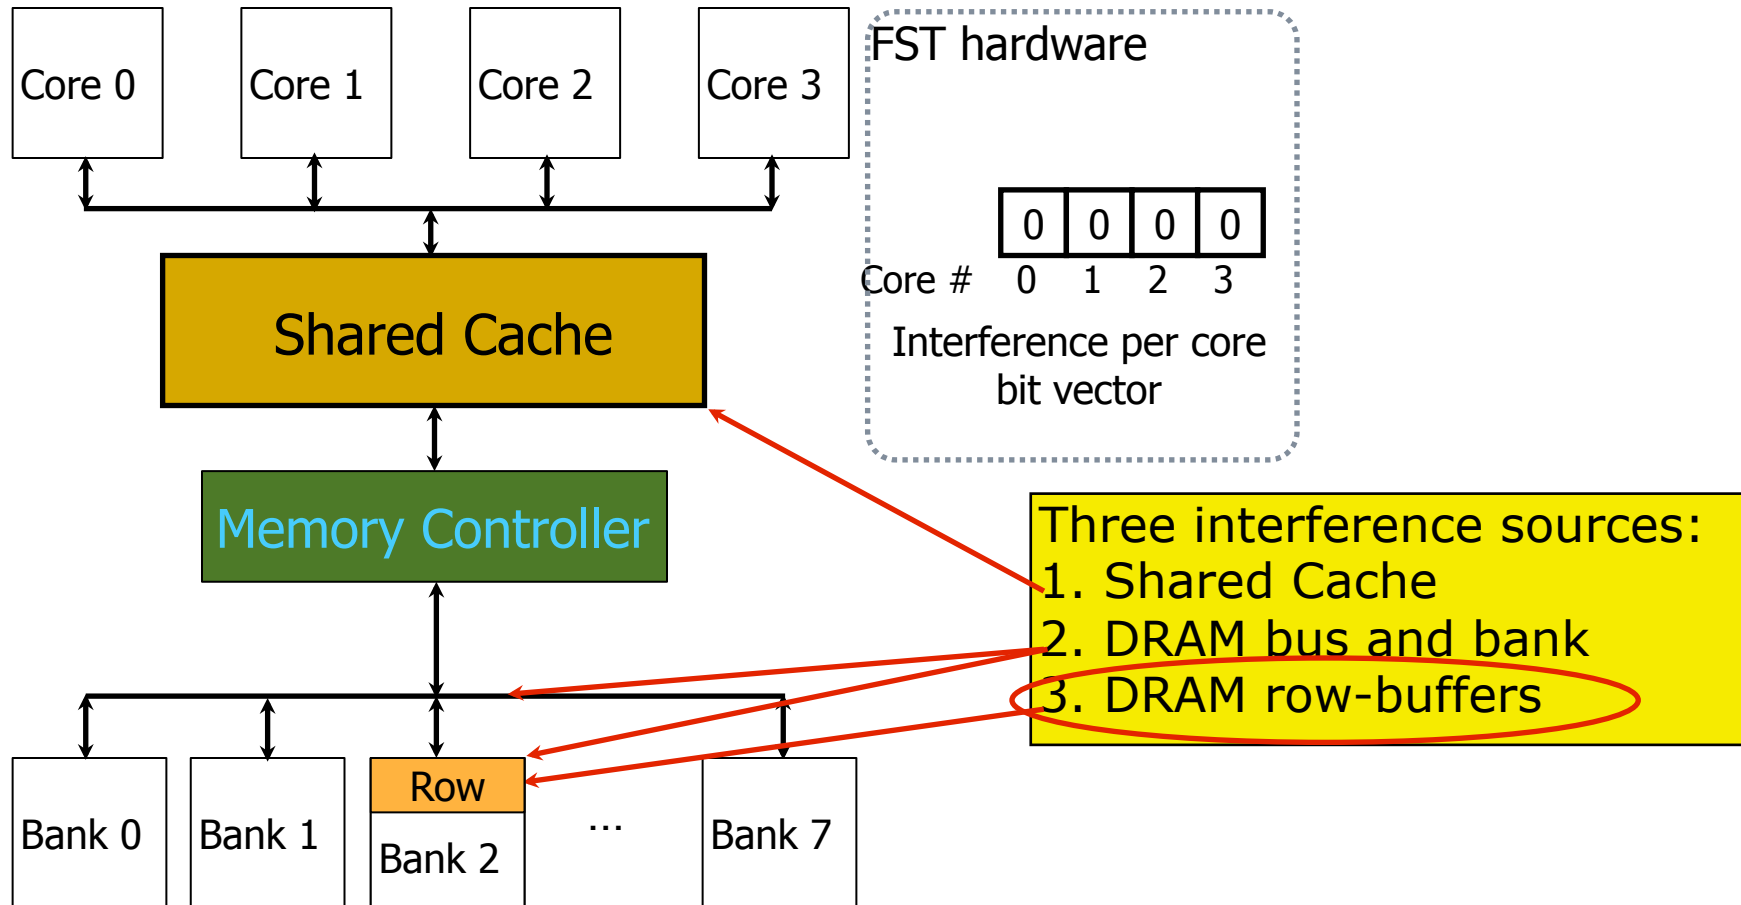 Core 0
Core 1
Core 2
Core 3
FST hardware
0 0 0 0
Core # 0 1 2 3
Interference per core
bit vector
Shared Cache
Memory Controller
Three interference sources:
1. Shared Cache
2. DRAM bus and bank
3. DRAM row-buffers
Row
Bank 0
Bank 1
Bank 2
...
Bank 7